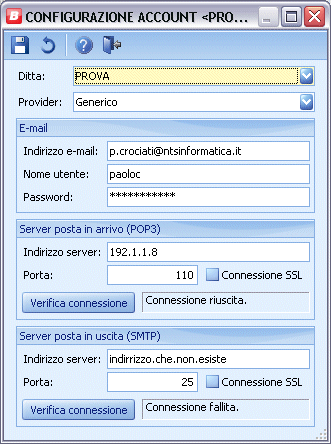 B CONFIGURAZIONE ACCOUNT <PRO...
Ditta: PROVA
Provider: Generico
E-mail
Indirizzo e-mail: p.crociati@ntsinformatica.it
Nome utente: paoloc
Password: ***********
Server posta in arrivo (POP3)
Indirizzo server: 192.1.1.8
Porta: 110 Connessione SSL
Verifica connessione Connessione riuscita.
Server posta in uscita (SMTP)
Indirizzo server: indirrizzo.che.non.esiste
Porta: 25 Connessione SSL
Verifica connessione Connessione fallita.